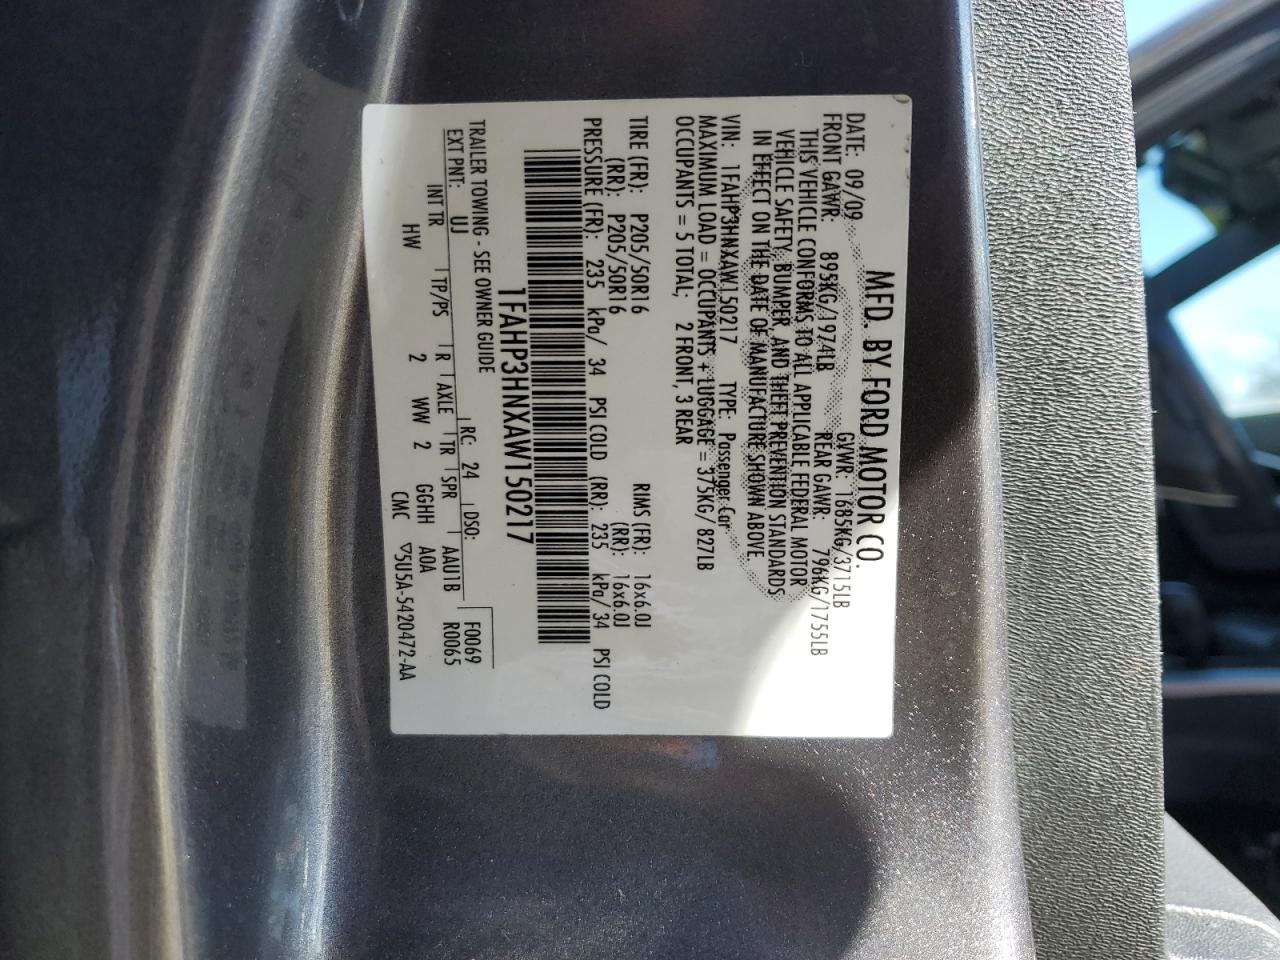 MFD. BY FORD MOTOR CO.
DATE: 09/09 GVWR: 1685KG/3715LB
FRONT GAWR: 895KG/1974LB REAR GAWR: 796KG/1755LB
THIS VEHICLE CONFORMS TO ALL APPLICABLE FEDERAL MOTOR
VEHICLE SAFETY, BUMPER, AND THEFT PREVENTION STANDARDS
IN EFFECT ON THE DATE OF MANUFACTURE SHOWN ABOVE.
VIN: 1FAHP3HNXAW150217 TYPE: Passenger Car
MAXIMUM LOAD = OCCUPANTS + LUGGAGE = 375KG/ 827LB
OCCUPANTS = 5 TOTAL; 2 FRONT, 3 REAR
TIRE (FR): P205/50R16 RIMS (FR): 16x6.0J
(RR): P205/50R16 (RR): 16x6.0J
PRESSURE (FR): 235 kPa/ 34 PSI COLD (RR): 235 kPa/ 34 PSI COLD
1FAHP3HNXAW150217
TRAILER TOWING - SEE OWNER GUIDE F0069
EXT PNT: UJ RC: 24 DSO: R0065
INT TR TP/PS R AXLE TR SPR AAU1B
HW 2 2 WW 2 GGHH A0A
CMC ▽5U5A-5420472-AA